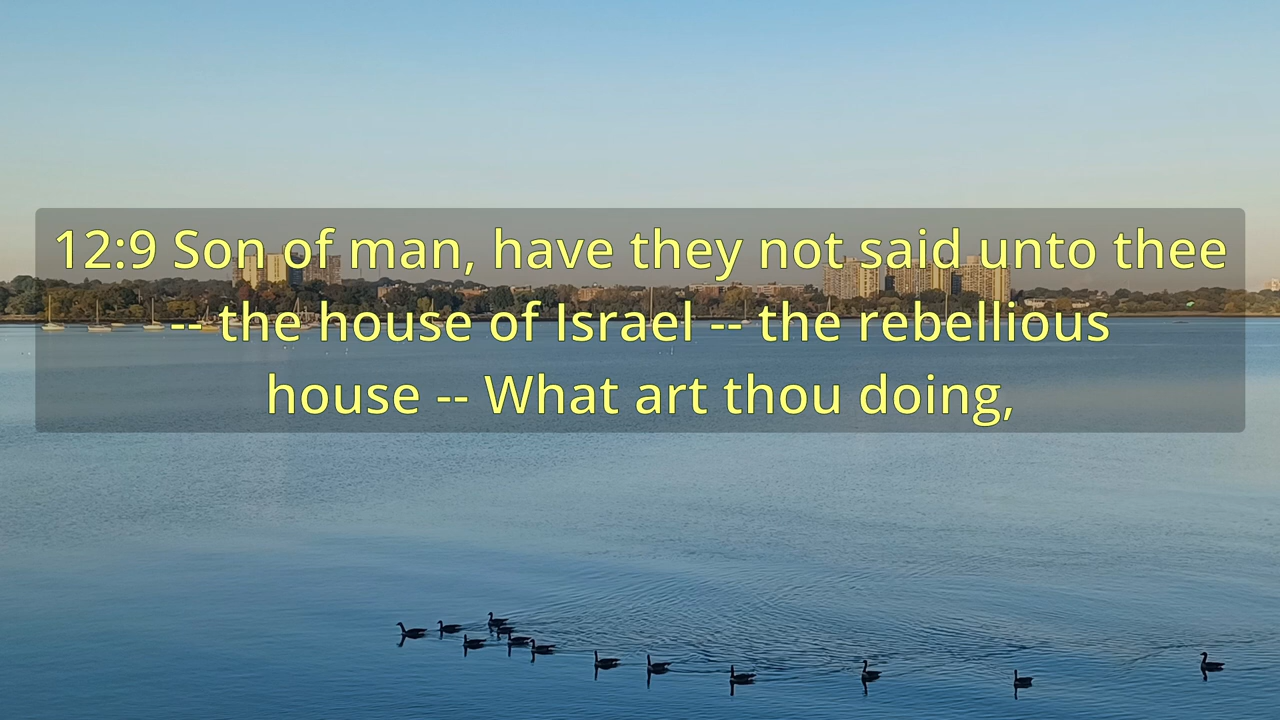 12:9 Son of man, have they not said unto thee
-- the house of Israel -- the rebellious
house -- What art thou doing,